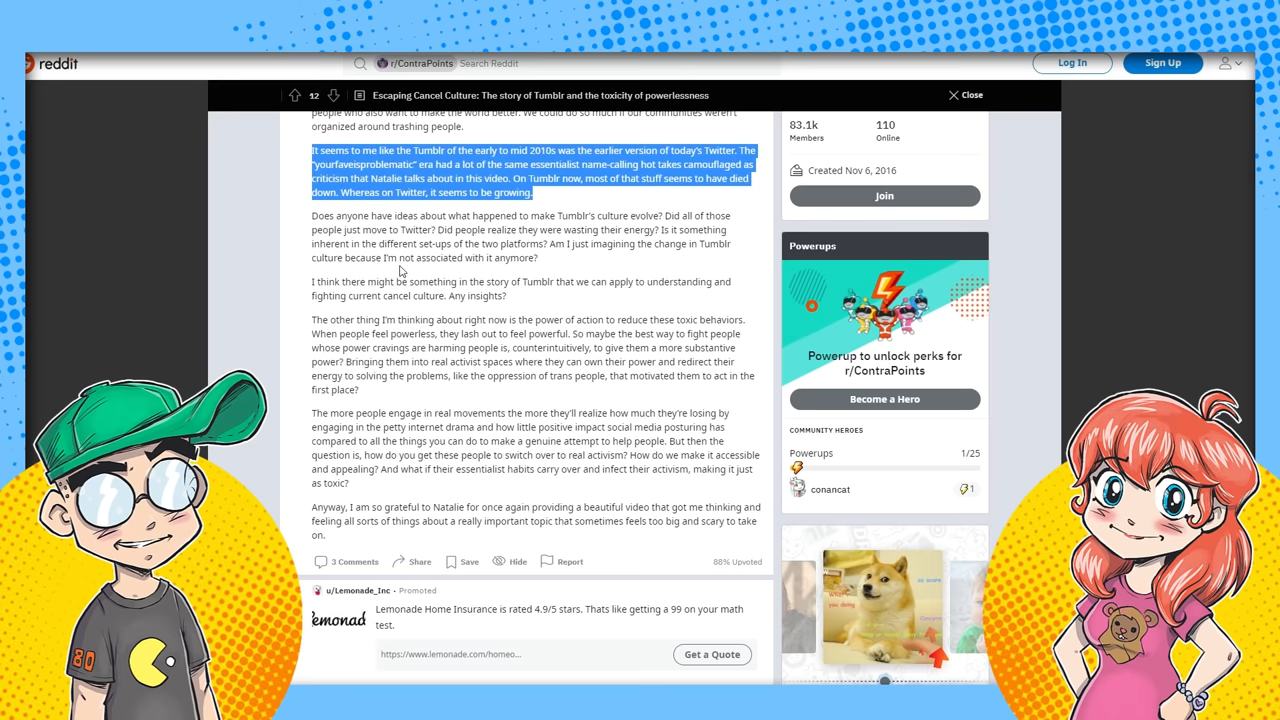 reddit
r/ContraPoints Search Reddit
Log In
Sign Up
12
Escaping Cancel Culture: The story of Tumblr and the toxicity of powerlessness
Close
people who also want to make the world better. We could do so much if our communities weren't
organized around trashing people.
It seems to me like the Tumblr of the early to mid 2010s was the earlier version of today's Twitter. The
"yourfaveisproblematic" era had a lot of the same essentialist name-calling hot takes camouflaged as
criticism that Natalie talks about in this video. On Tumblr now, most of that stuff seems to have died
down. Whereas on Twitter, it seems to be growing.
Does anyone have ideas about what happened to make Tumblr's culture evolve? Did all of those
people just move to Twitter? Did people realize they were wasting their energy? Is it something
inherent in the different set-ups of the two platforms? Am I just imagining the change in Tumblr
culture because I'm not associated with it anymore?
I think there might be something in the story of Tumblr that we can apply to understanding and
fighting current cancel culture. Any insights?
The other thing I'm thinking about right now is the power of action to reduce these toxic behaviors.
When people feel powerless, they lash out to feel powerful. So maybe the best way to fight people
whose power cravings are harming people is, counterintuitively, to give them a more substantive
power? Bringing them into real activist spaces where they can own their power and redirect their
energy to solving the problems, like the oppression of trans people, that motivated them to act in the
first place?
The more people engage in real movements the more they'll realize how much they're losing by
engaging in the petty internet drama and how little positive impact social media posturing has
compared to all the things you can do to make a genuine attempt to help people. But then the
question is, how do you get these people to switch over to real activism? How do we make it accessible
and appealing? And what if their essentialist habits carry over and infect their activism, making it just
as toxic?
Anyway, I am so grateful to Natalie for once again providing a beautiful video that got me thinking and
feeling all sorts of things about a really important topic that sometimes feels too big and scary to take
on.
3 Comments
Share
Save
Hide
Report
88% Upvoted
u/Lemonade_Inc • Promoted
Lemonade Home Insurance is rated 4.9/5 stars. Thats like getting a 99 on your math
test.
lemonad
https://www.lemonade.com/homeo...
Get a Quote
83.1k
110
Members
Online
Created Nov 6, 2016
Join
Powerups
Powerup to unlock perks for
r/ContraPoints
Become a Hero
COMMUNITY HEROES
Powerups
1/25
conancat
1
80